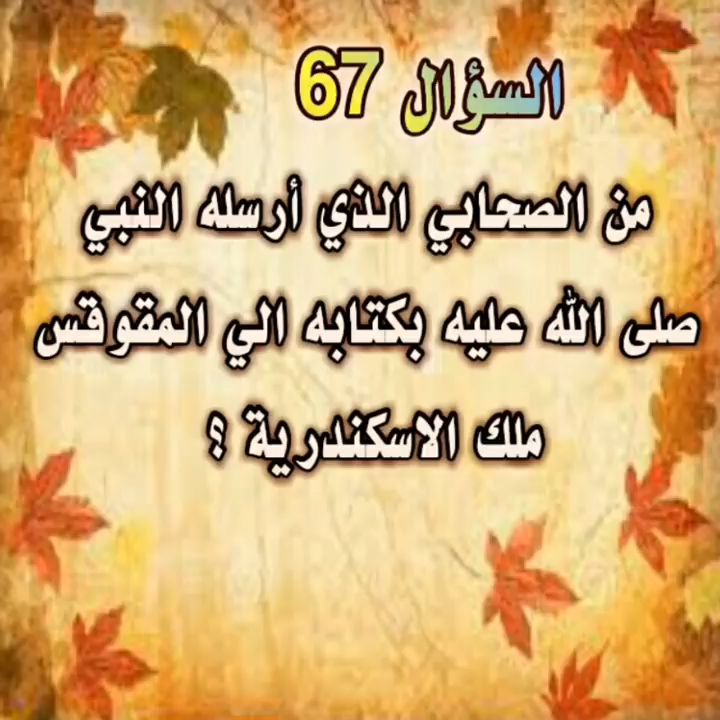 السؤال 67
من الصحابي الذي أرسله النبي
صلى الله عليه بكتابه الي المقوقس
ملك الاسكندرية ؟